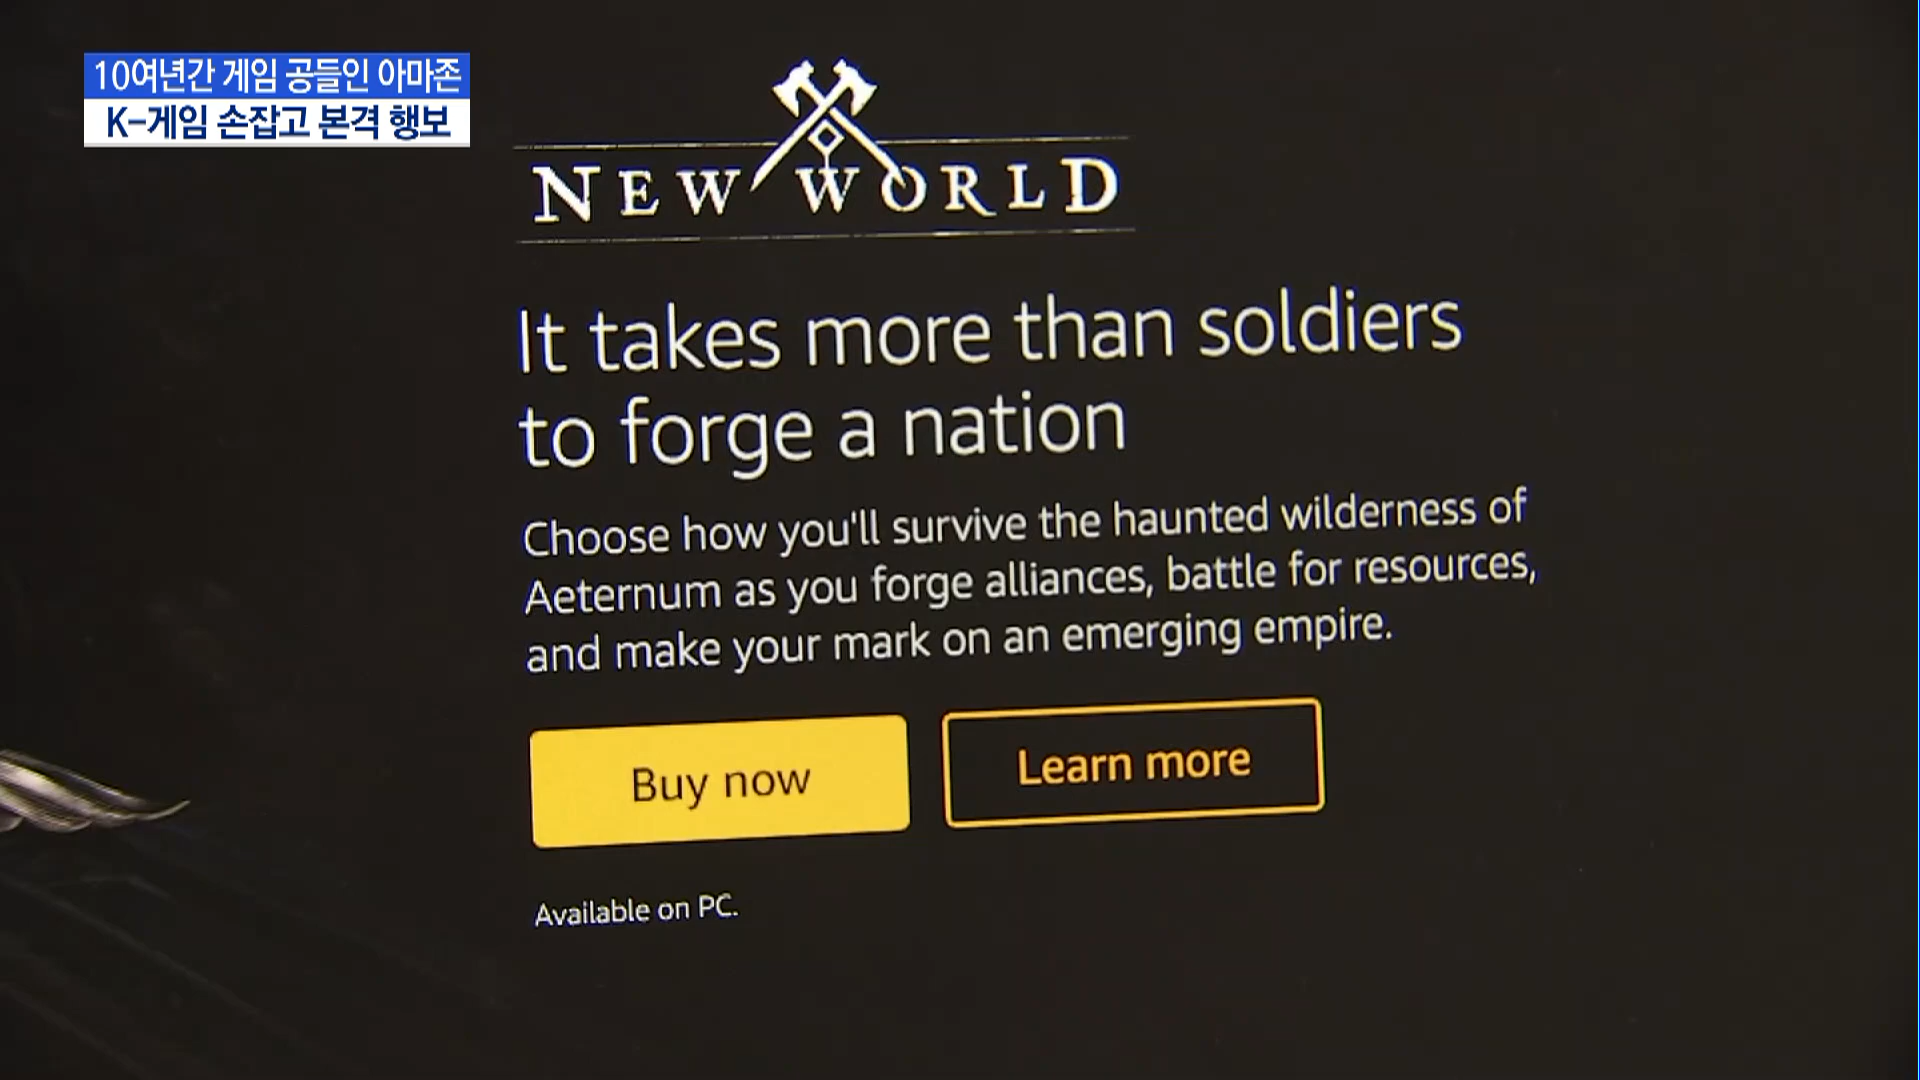 10여년간 게임 공들인 아마존
K-게임 손잡고 본격 행보
NEW WORLD
It takes more than soldiers
to forge a nation
Choose how you'll survive the haunted wilderness of
Aeternum as you forge alliances, battle for resources,
and make your mark on an emerging empire.
Buy now
Learn more
Available on PC.